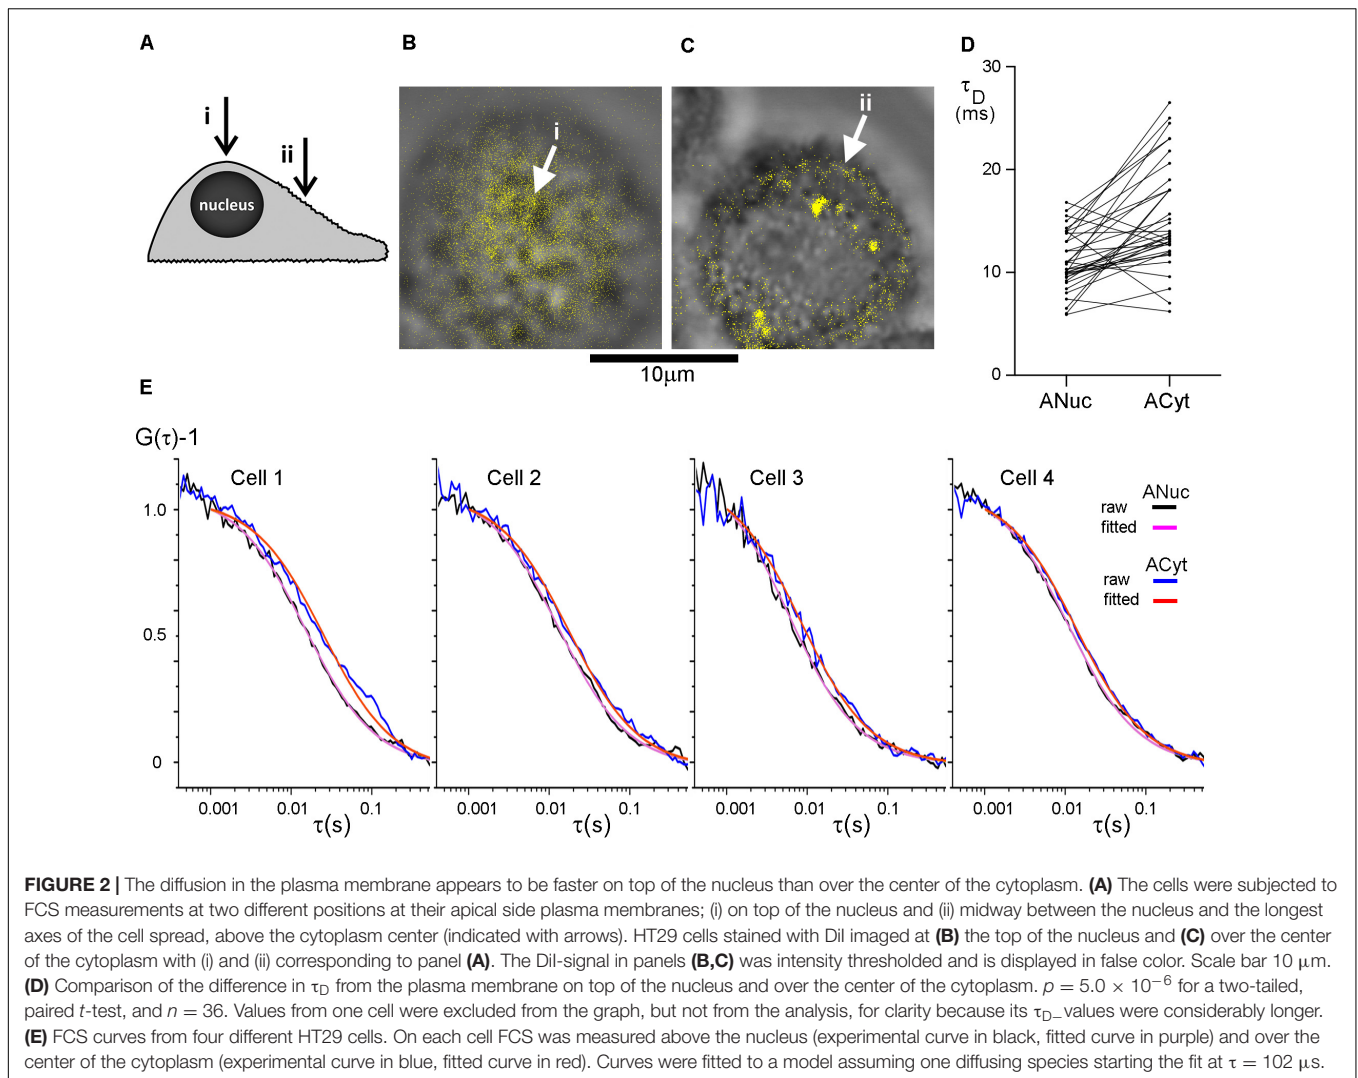 A
B
C
D
i
ii
nucleus
i
ii
10μm
τD
(ms)
30
20
10
0
ANuc
ACyt
E
G(τ)-1
Cell 1
Cell 2
Cell 3
Cell 4
1.0
0.5
0
ANuc
raw
fitted
ACyt
raw
fitted
0.001 0.01 0.1
0.001 0.01 0.1
0.001 0.01 0.1
0.001 0.01 0.1
τ(s)
τ(s)
τ(s)
τ(s)
FIGURE 2 | The diffusion in the plasma membrane appears to be faster on top of the nucleus than over the center of the cytoplasm. (A) The cells were subjected to
FCS measurements at two different positions at their apical side plasma membranes; (i) on top of the nucleus and (ii) midway between the nucleus and the longest
axes of the cell spread, above the cytoplasm center (indicated with arrows). HT29 cells stained with DiI imaged at (B) the top of the nucleus and (C) over the center
of the cytoplasm with (i) and (ii) corresponding to panel (A). The DiI-signal in panels (B,C) was intensity thresholded and is displayed in false color. Scale bar 10 μm.
(D) Comparison of the difference in τD from the plasma membrane on top of the nucleus and over the center of the cytoplasm. p = 5.0 × 10⁻⁶ for a two-tailed,
paired t-test, and n = 36. Values from one cell were excluded from the graph, but not from the analysis, for clarity because its τD–values were considerably longer.
(E) FCS curves from four different HT29 cells. On each cell FCS was measured above the nucleus (experimental curve in black, fitted curve in purple) and over the
center of the cytoplasm (experimental curve in blue, fitted curve in red). Curves were fitted to a model assuming one diffusing species starting the fit at τ = 102 μs.